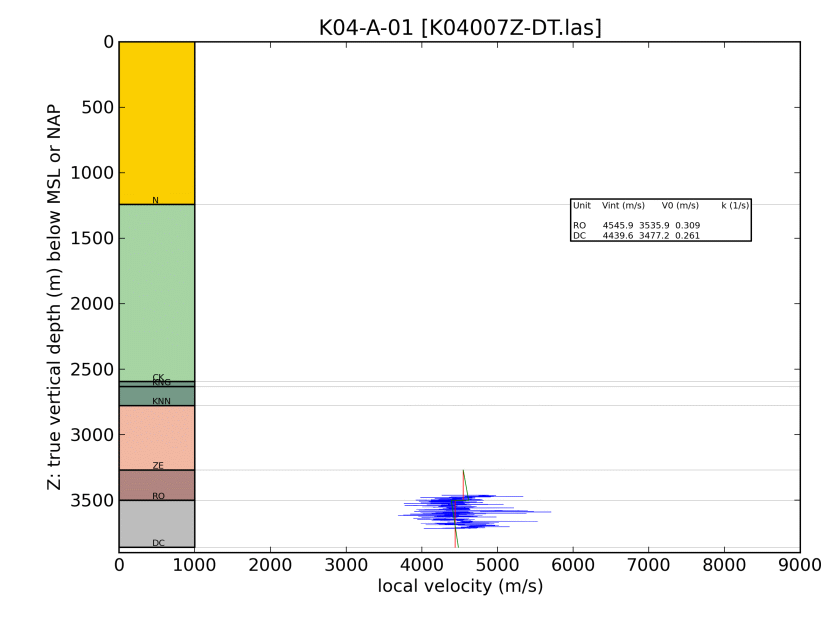 K04-A-01 [K04007Z-DT.las]
Z: true vertical depth (m) below MSL or NAP
0
500
1000
1500
2000
2500
3000
3500
N
CK
KNG
KNN
ZE
RO
DC
Unit Vint (m/s) V0 (m/s) k (1/s)
RO 4545.9 3535.9 0.309
DC 4439.6 3477.2 0.261
0 1000 2000 3000 4000 5000 6000 7000 8000 9000
local velocity (m/s)